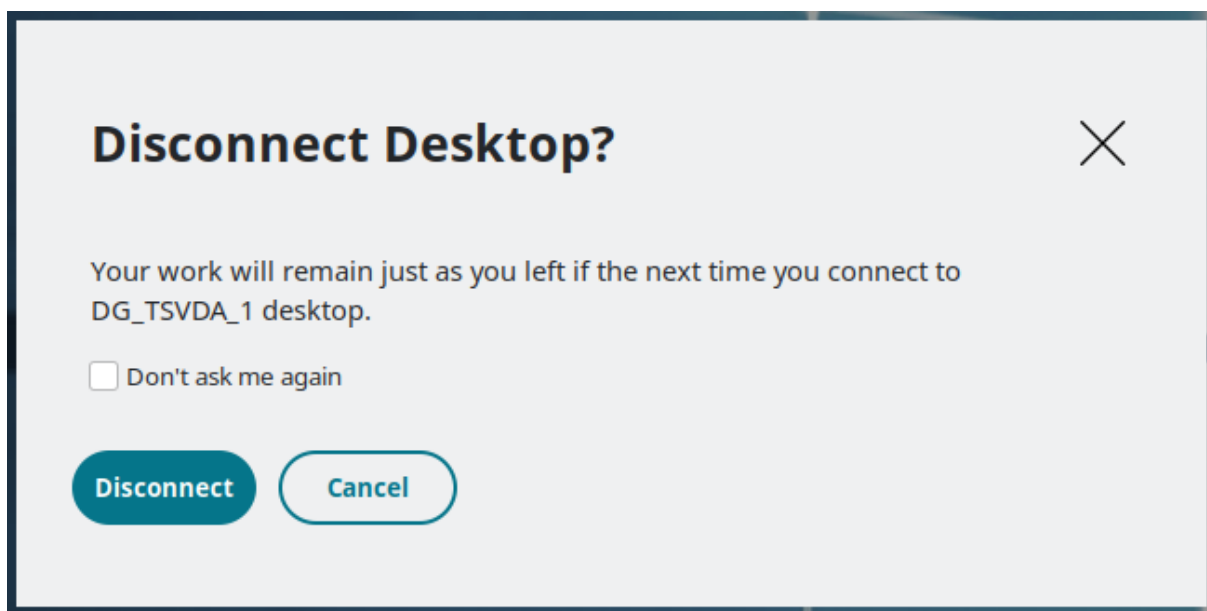 Disconnect Desktop?
Your work will remain just as you left if the next time you connect to
DG_TSVDA_1 desktop.
Don't ask me again
Disconnect
Cancel